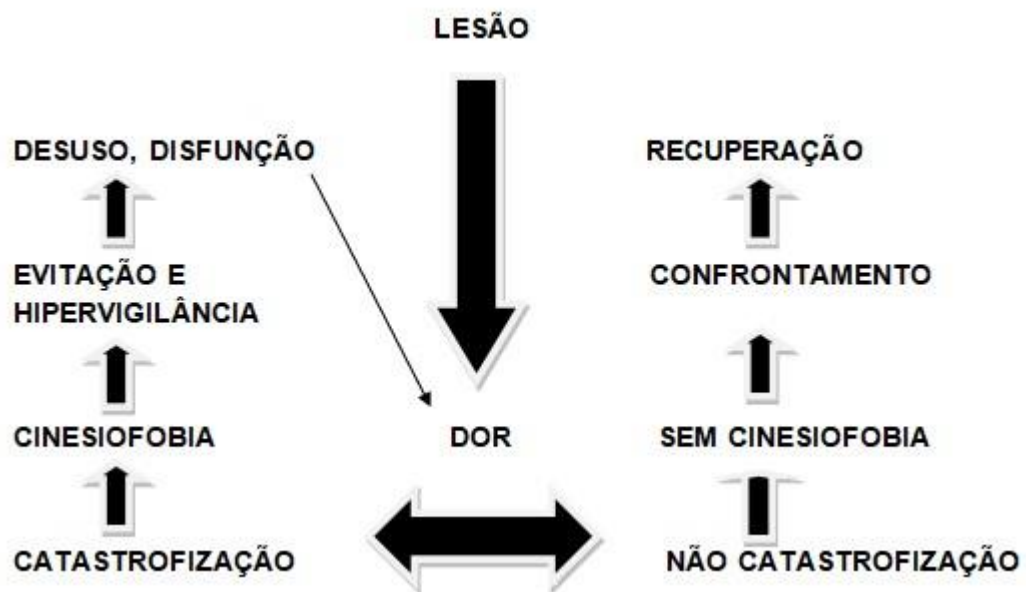 LESÃO
DESUSO, DISFUNÇÃO
RECUPERAÇÃO
EVITAÇÃO E
HIPERVIGILÂNCIA
CONFRONTAMENTO
CINESIOFOBIA
DOR
SEM CINESIOFOBIA
CATASTROFIZAÇÃO
NÃO CATASTROFIZAÇÃO